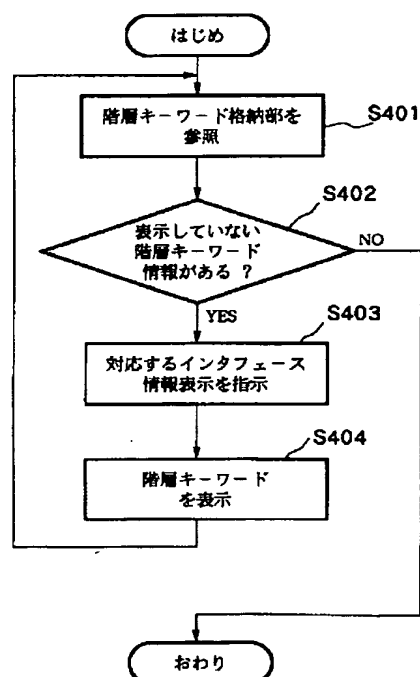 はじめ
階層キーワード格納部を
参照
S401
S402
表示していない
階層キーワード
情報がある ?
NO
YES
S403
対応するインタフェース
情報表示を指示
S404
階層キーワード
を表示
おわり